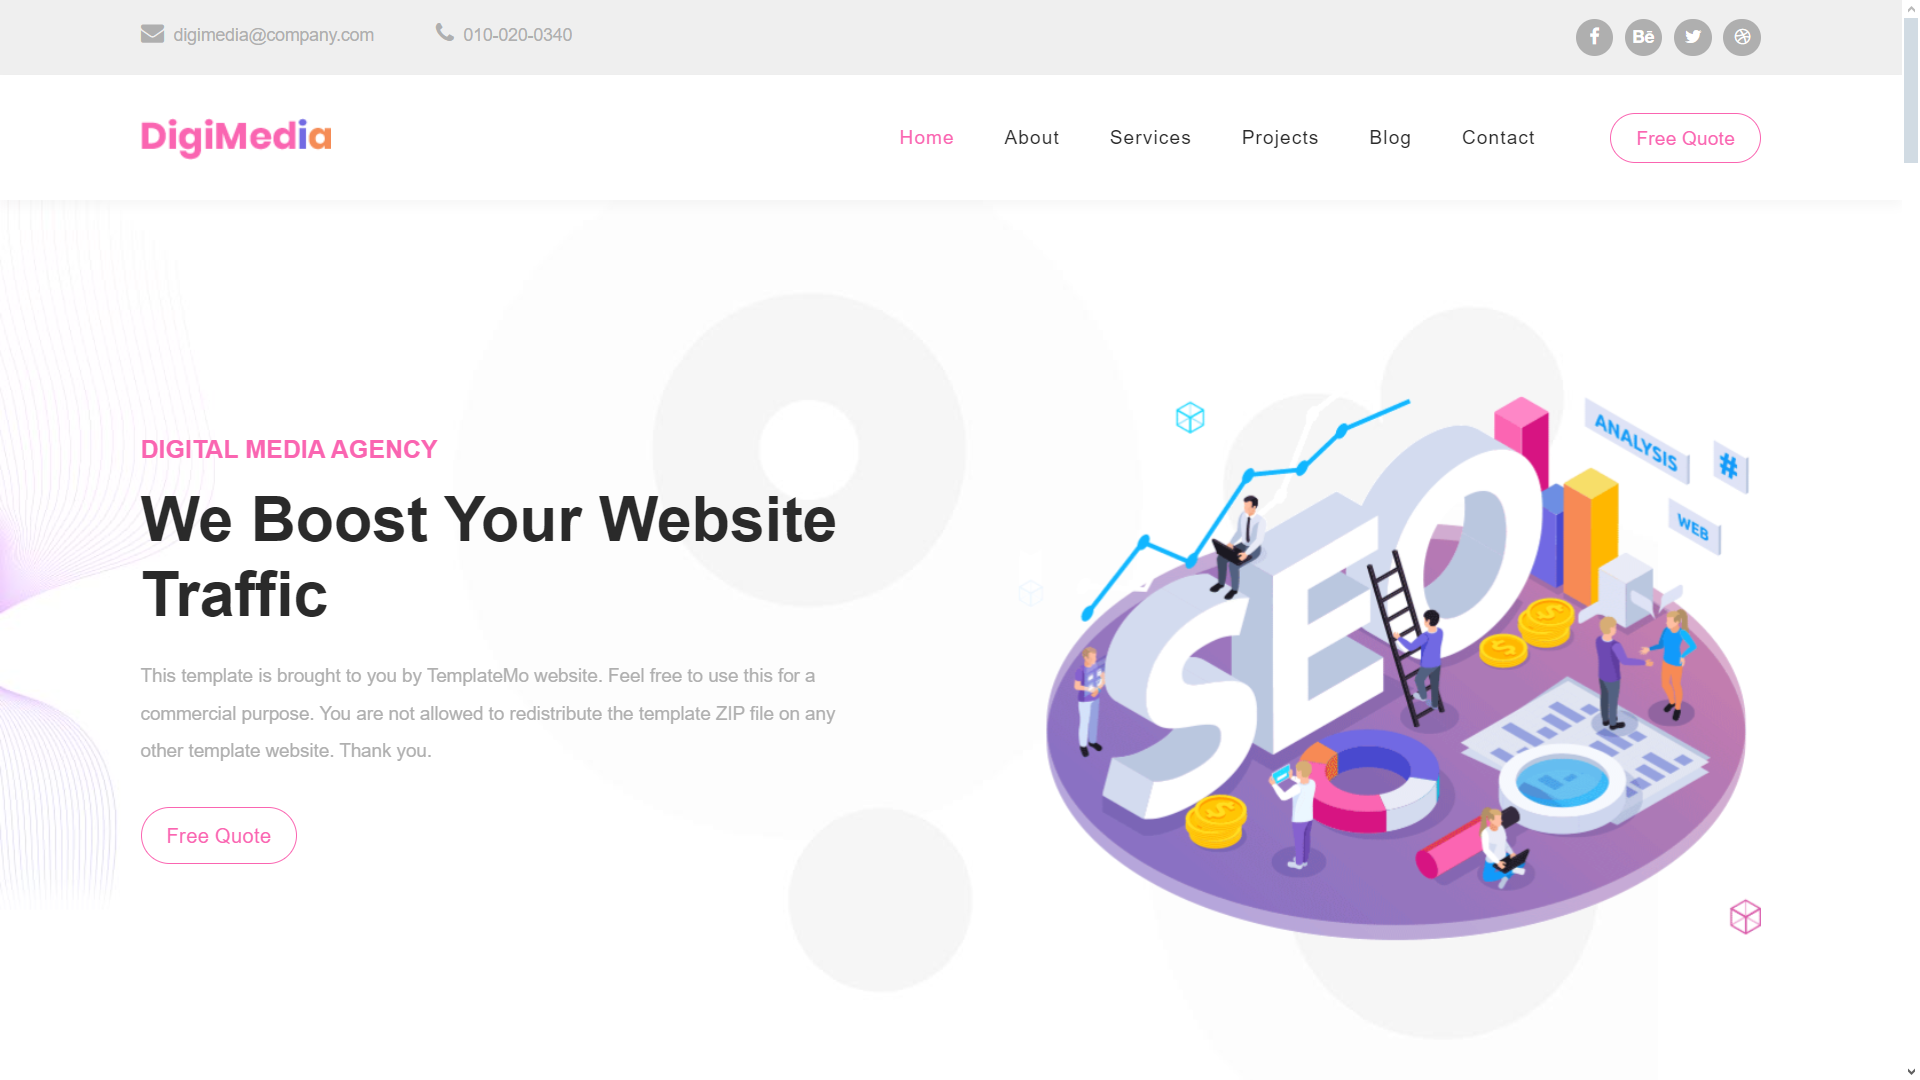 digimedia@company.com 010-020-0340
DigiMedia Home About Services Projects Blog Contact Free Quote
DIGITAL MEDIA AGENCY
We Boost Your Website
Traffic
This template is brought to you by TemplateMo website. Feel free to use this for a
commercial purpose. You are not allowed to redistribute the template ZIP file on any
other template website. Thank you.
Free Quote
ANALYSIS
#
WEB
SEO